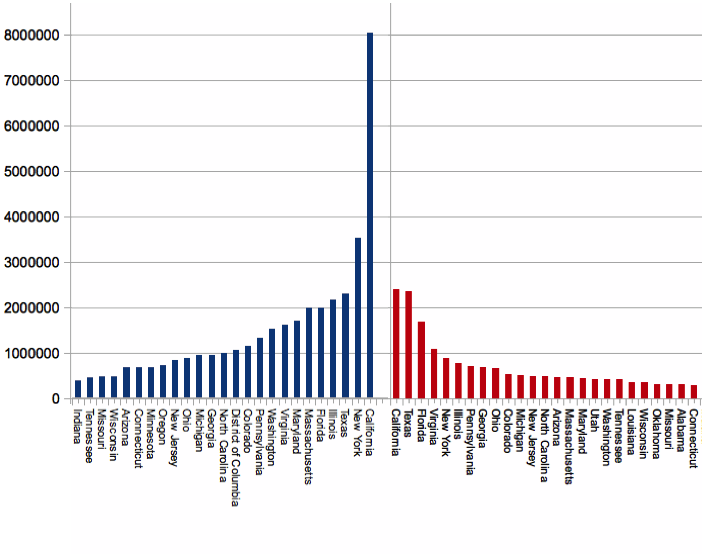 8000000
7000000
6000000
5000000
4000000
3000000
2000000
1000000
0
Indiana
Tennessee
Missouri
Wisconsin
Arizona
Connecticut
Minnesota
Oregon
New Jersey
Ohio
Michigan
Georgia
North Carolina
District of Columbia
Colorado
Pennsylvania
Washington
Virginia
Maryland
Massachusetts
Florida
Illinois
Texas
New York
California
California
Texas
Florida
Virginia
New York
Illinois
Pennsylvania
Georgia
Ohio
Colorado
Michigan
New Jersey
North Carolina
Arizona
Massachusetts
Maryland
Utah
Washington
Tennessee
Louisiana
Wisconsin
Oklahoma
Missouri
Alabama
Connecticut